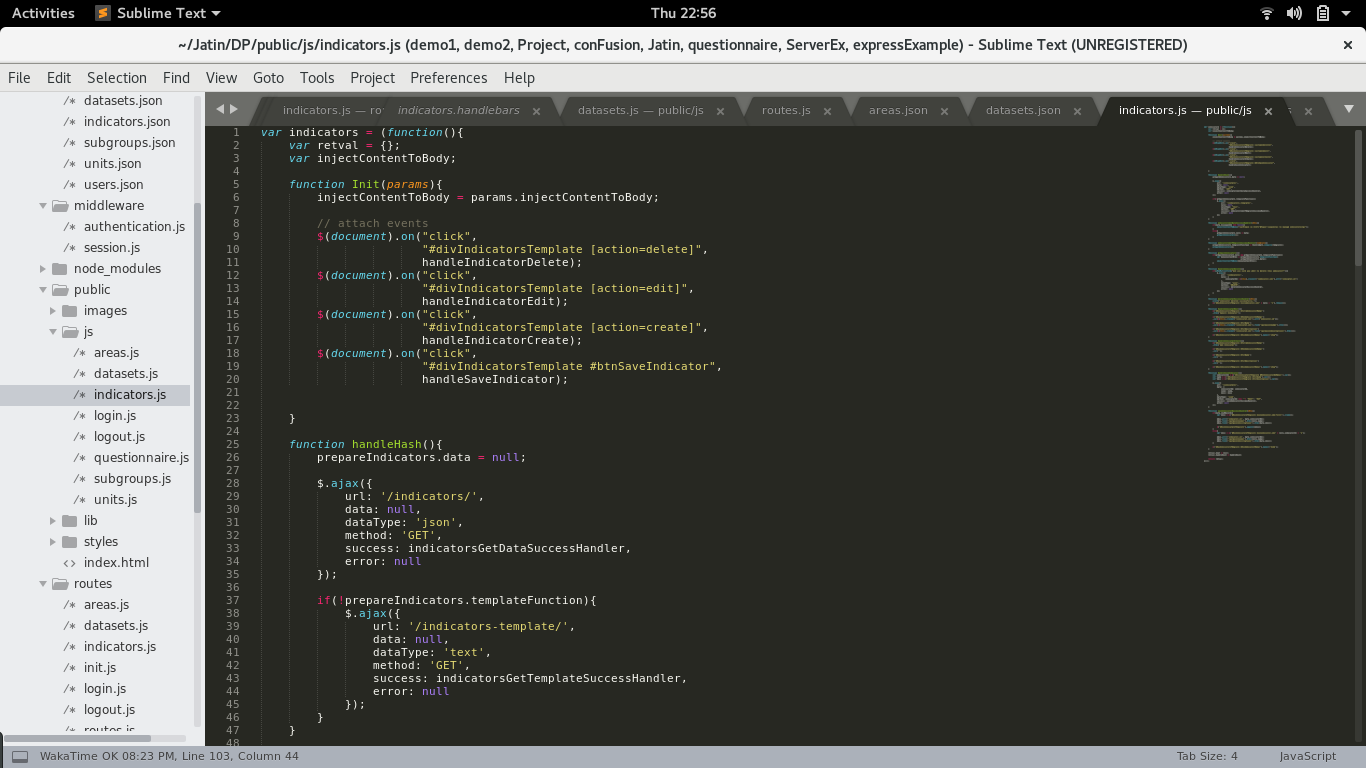 Activities Sublime Text Thu 22:56
~/Jatin/DP/public/js/indicators.js (demo1, demo2, Project, conFusion, Jatin, questionnaire, ServerEx, expressExample) - Sublime Text (UNREGISTERED)
File Edit Selection Find View Goto Tools Project Preferences Help
datasets.json
indicators.json
subgroups.json
units.json
users.json
middleware
authentication.js
session.js
node_modules
public
images
js
areas.js
datasets.js
indicators.js
login.js
logout.js
questionnaire.js
subgroups.js
units.js
lib
styles
index.html
routes
areas.js
datasets.js
indicators.js
init.js
login.js
logout.js
routes.js
indicators.js — ro indicators.handlebars datasets.js — public/js routes.js areas.json datasets.json indicators.js — public/js
1 var indicators = (function(){
2     var retval = {};
3     var injectContentToBody;
4
5     function Init(params){
6         injectContentToBody = params.injectContentToBody;
7
8         // attach events
9         $(document).on("click",
10                        "#divIndicatorsTemplate [action=delete]",
11                        handleIndicatorDelete);
12        $(document).on("click",
13                        "#divIndicatorsTemplate [action=edit]",
14                        handleIndicatorEdit);
15        $(document).on("click",
16                        "#divIndicatorsTemplate [action=create]",
17                        handleIndicatorCreate);
18        $(document).on("click",
19                        "#divIndicatorsTemplate #btnSaveIndicator",
20                        handleSaveIndicator);
21
22
23    }
24
25    function handleHash(){
26        prepareIndicators.data = null;
27
28        $.ajax({
29            url: '/indicators/',
30            data: null,
31            dataType: 'json',
32            method: 'GET',
33            success: indicatorsGetDataSuccessHandler,
34            error: null
35        });
36
37        if(!prepareIndicators.templateFunction){
38            $.ajax({
39                url: '/indicators-template/',
40                data: null,
41                dataType: 'text',
42                method: 'GET',
43                success: indicatorsGetTemplateSuccessHandler,
44                error: null
45            });
46        }
47    }
48
WakaTime OK 08:23 PM, Line 103, Column 44 Tab Size: 4 JavaScript